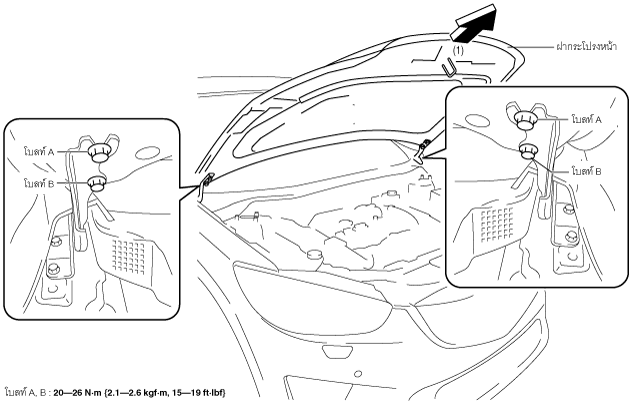 (1)
ฝากระโปรงหน้า
โบลท์ A
โบลท์ B
โบลท์ A
โบลท์ B
โบลท์ A, B : 20—26 N·m {2.1—2.6 kgf·m, 15—19 ft·lbf}